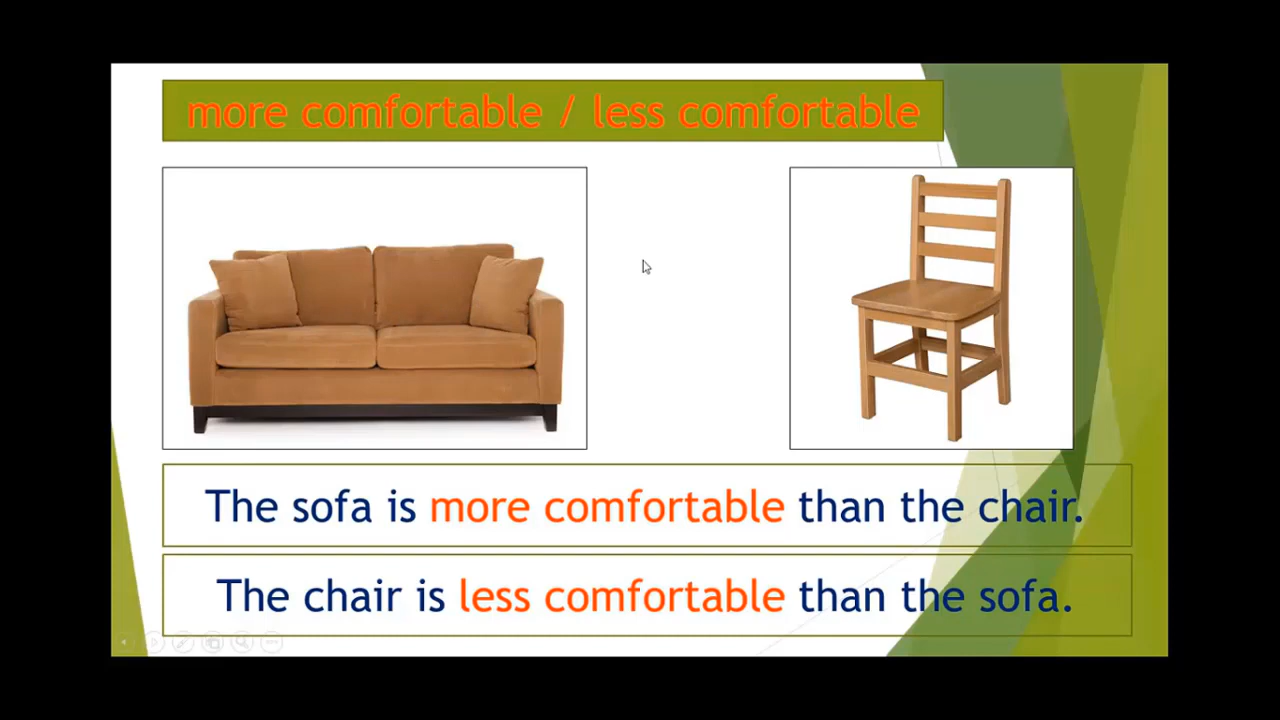 more comfortable / less comfortable
The sofa is more comfortable than the chair.
The chair is less comfortable than the sofa.